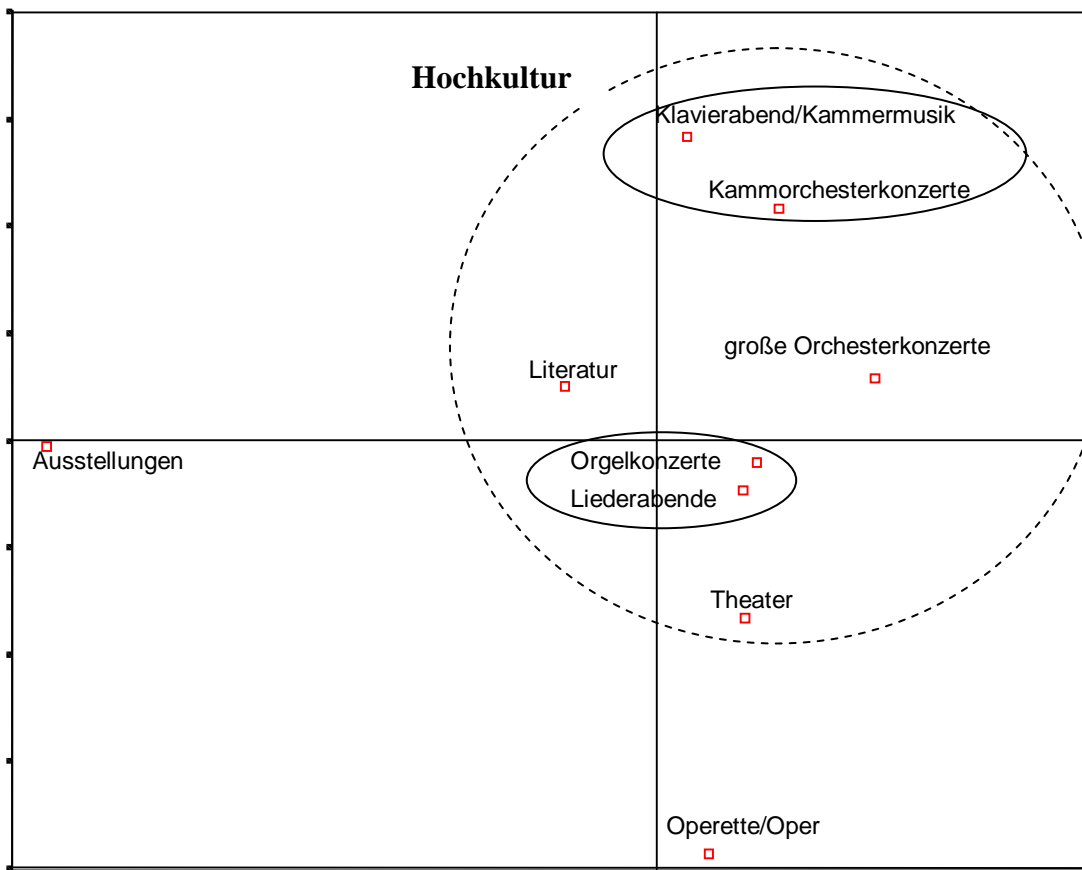 Hochkultur
Klavierabend/Kammermusik
Kammorchesterkonzerte
große Orchesterkonzerte
Literatur
Ausstellungen
Orgelkonzerte
Liederabende
Theater
Operette/Oper